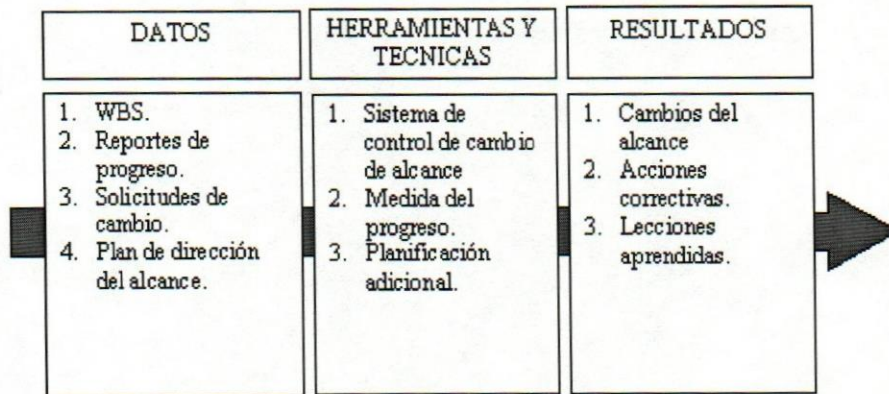 DATOS
HERRAMIENTAS Y
TECNICAS
RESULTADOS
1. WBS.
2. Reportes de
progreso.
3. Solicitudes de
cambio.
4. Plan de dirección
del alcance.
1. Sistema de
control de cambio
de alcance
2. Medida del
progreso.
3. Planificación
adicional.
1. Cambios del
alcance
2. Acciones
correctivas.
3. Lecciones
aprendidas.